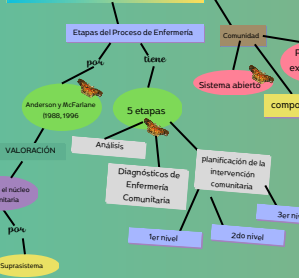 Etapas del Proceso de Enfermería
Comunidad
por
tiene
Sistema abierto
Anderson y McFarlane
(1988, 1996
5 etapas
compo
VALORACIÓN
Análisis
Diagnósticos de
Enfermería
Comunitaria
planificación de la
intervención
comunitaria
el núcleo
nitaria
3er niv
por
1er nivel
2do nivel
Suprasistema